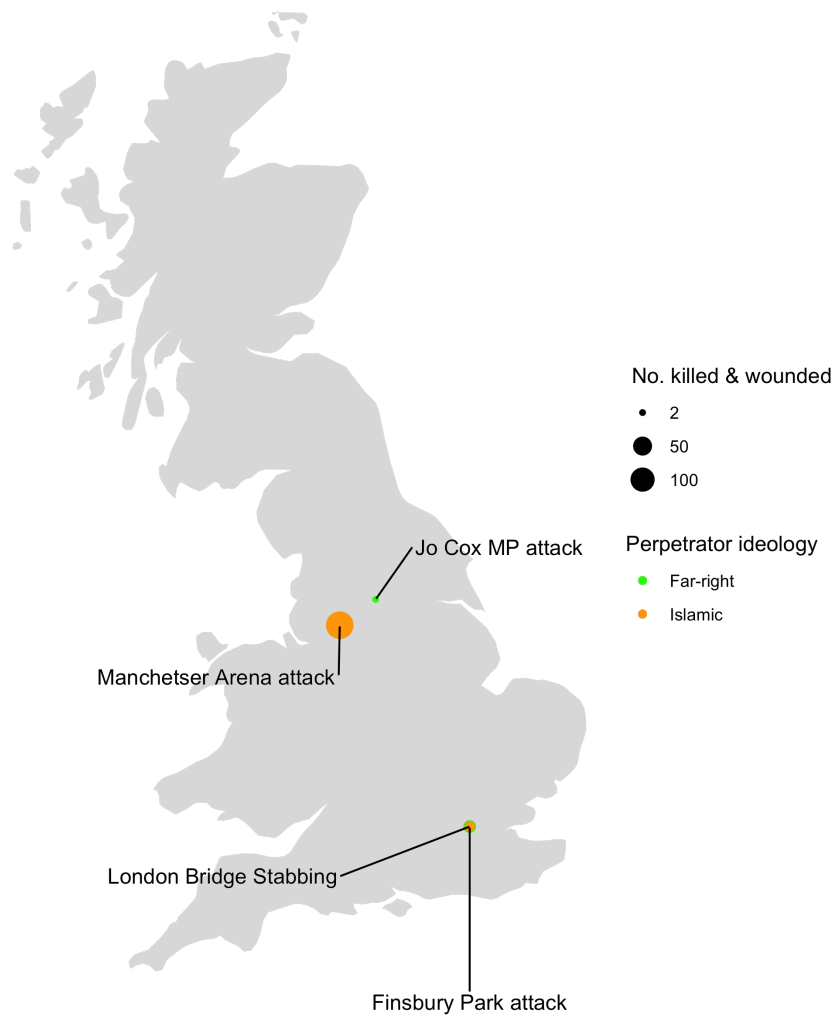 No. killed & wounded
2
50
100
Perpetrator ideology
Far-right
Islamic
Jo Cox MP attack
Manchetser Arena attack
London Bridge Stabbing
Finsbury Park attack